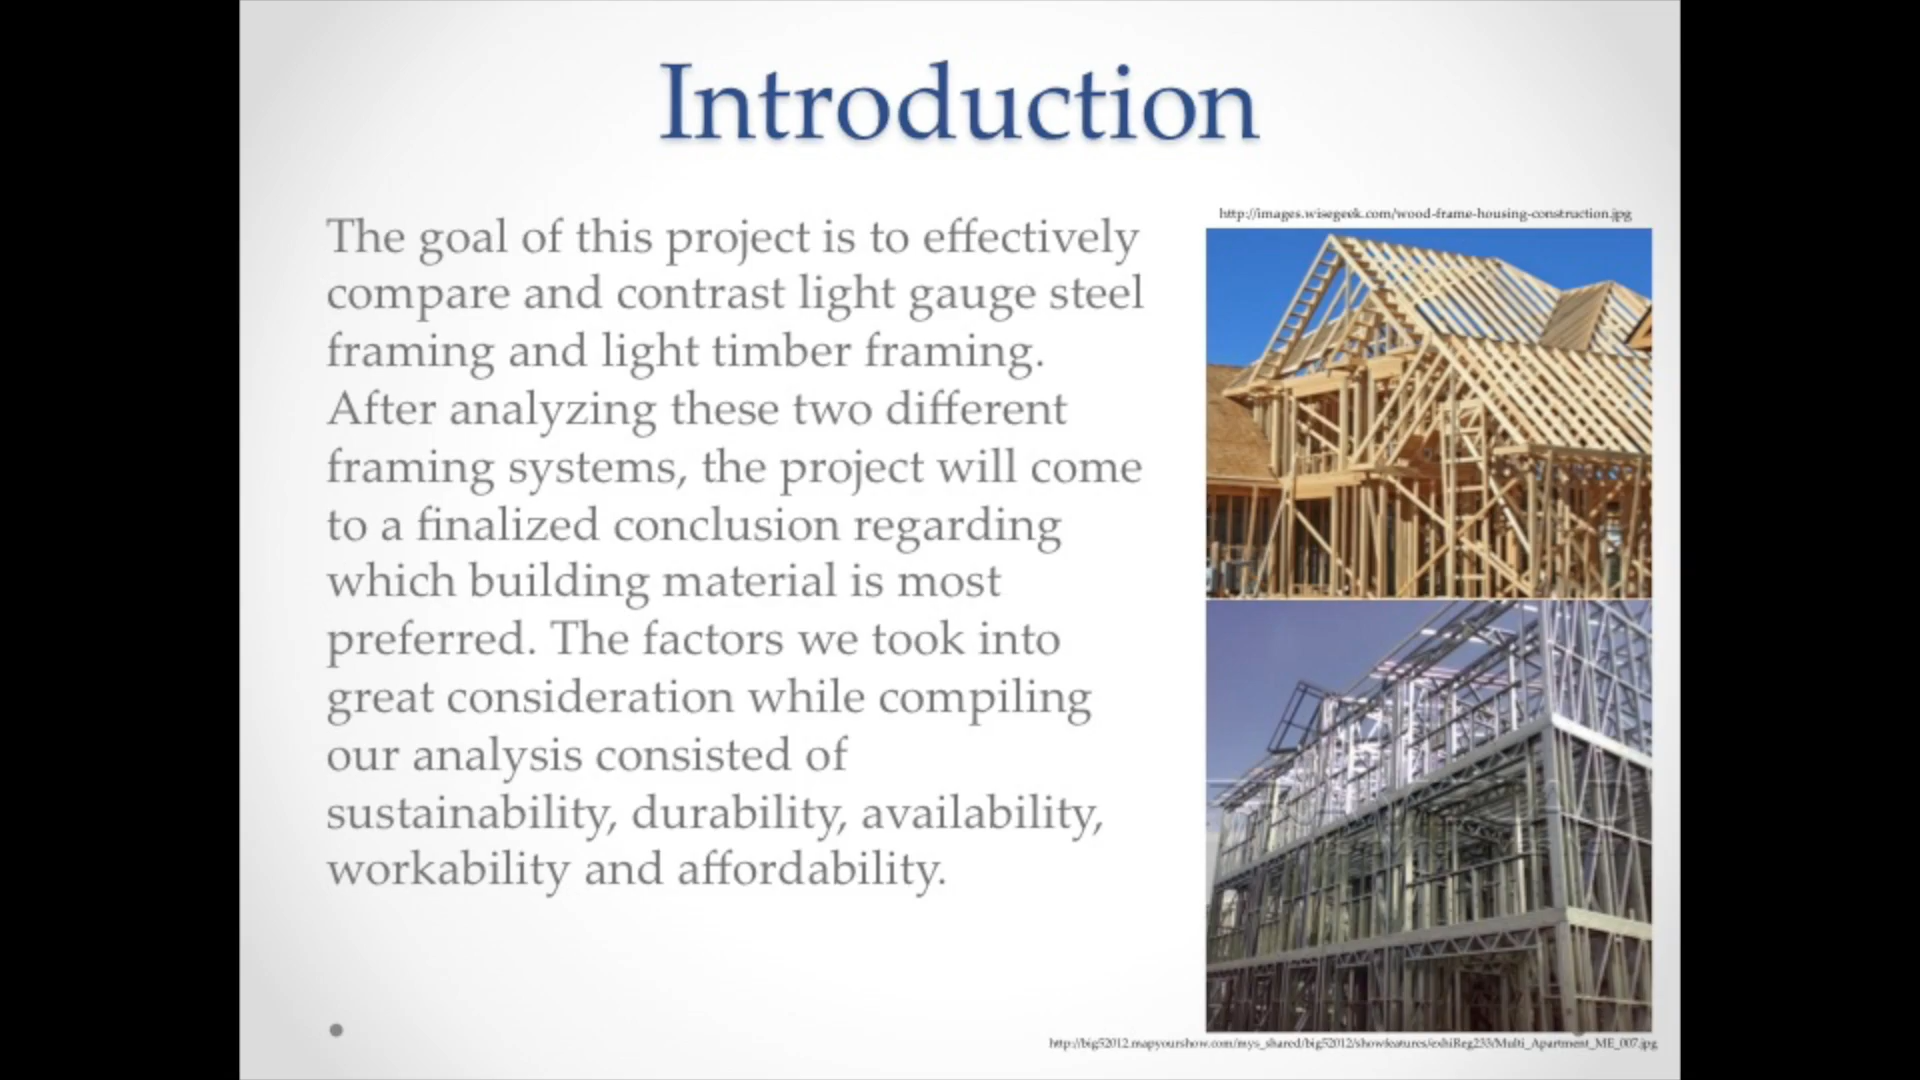 Introduction
The goal of this project is to effectively
compare and contrast light gauge steel
framing and light timber framing.
After analyzing these two different
framing systems, the project will come
to a finalized conclusion regarding
which building material is most
preferred. The factors we took into
great consideration while compiling
our analysis consisted of
sustainability, durability, availability,
workability and affordability.
http://images.wisegeek.com/wood-frame-housing-construction.jpg
http://big52012.mapyourshow.com/mys_shared/big52012/showfeatures/exhiReg233/Multi_Apartment_ME_007.jpg